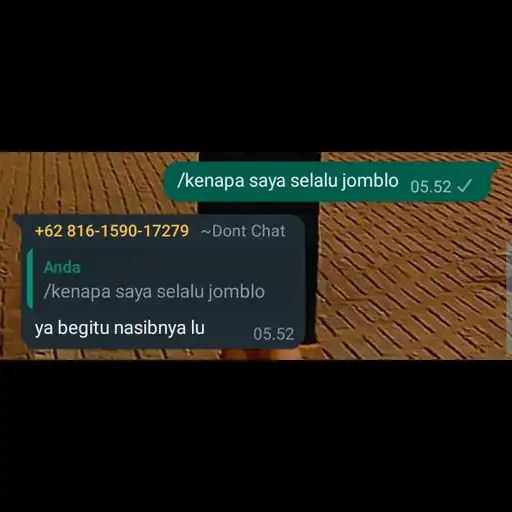 /kenapa saya selalu jomblo 05.52
+62 816-1590-17279 ~Dont Chat
Anda
/kenapa saya selalu jomblo
ya begitu nasibnya lu 05.52